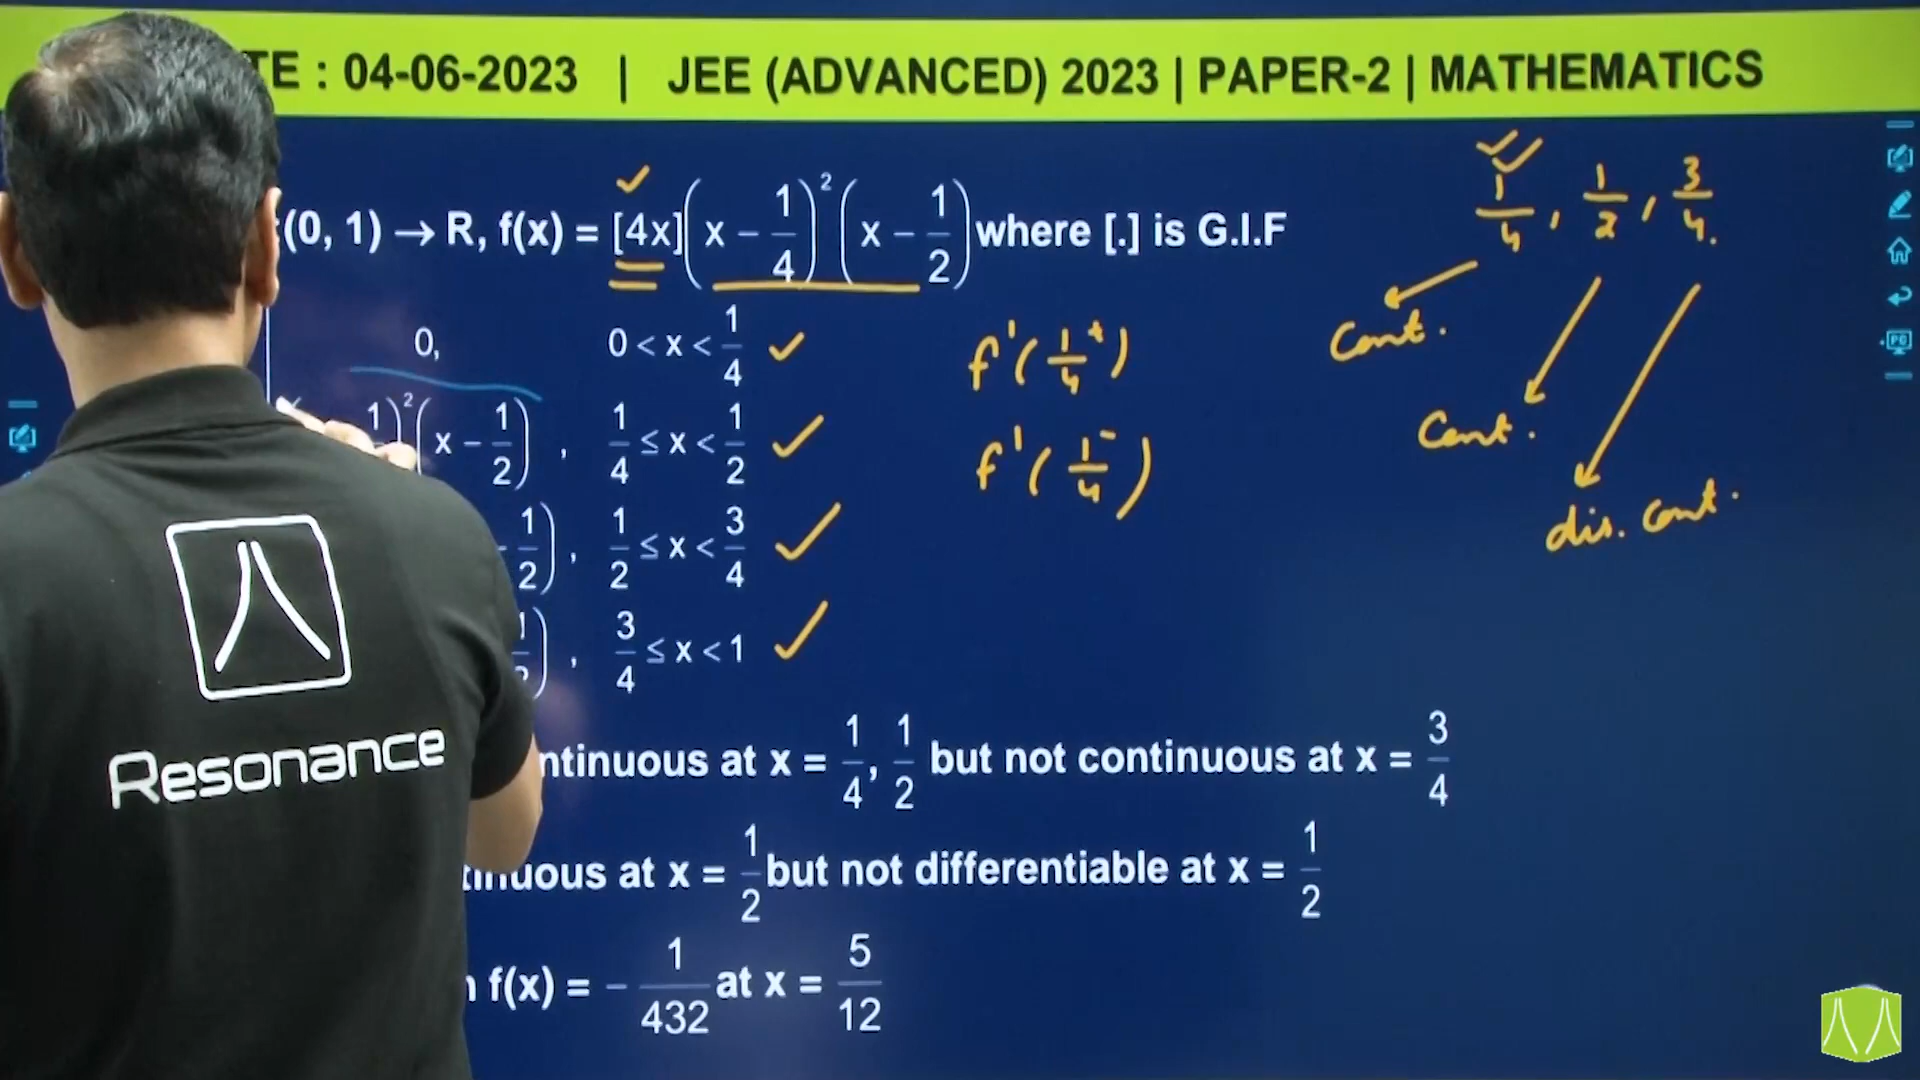 TE : 04-06-2023 | JEE (ADVANCED) 2023 | PAPER-2 | MATHEMATICS
(0, 1) → R, f(x) = [4x](x − 1/4)²(x − 1/2) where [.] is G.I.F
1/4, 1/2, 3/4.
0, 0 < x < 1/4
f'(1/4⁺)
cont.
1)²(x − 1/2), 1/4 ≤ x < 1/2
f'(1/4⁻)
cont.
1/2), 1/2 ≤ x < 3/4
dis. cont.
, 3/4 ≤ x < 1
Resonance
ntinuous at x = 1/4, 1/2 but not continuous at x = 3/4
tinuous at x = 1/2 but not differentiable at x = 1/2
f(x) = − 1/432 at x = 5/12